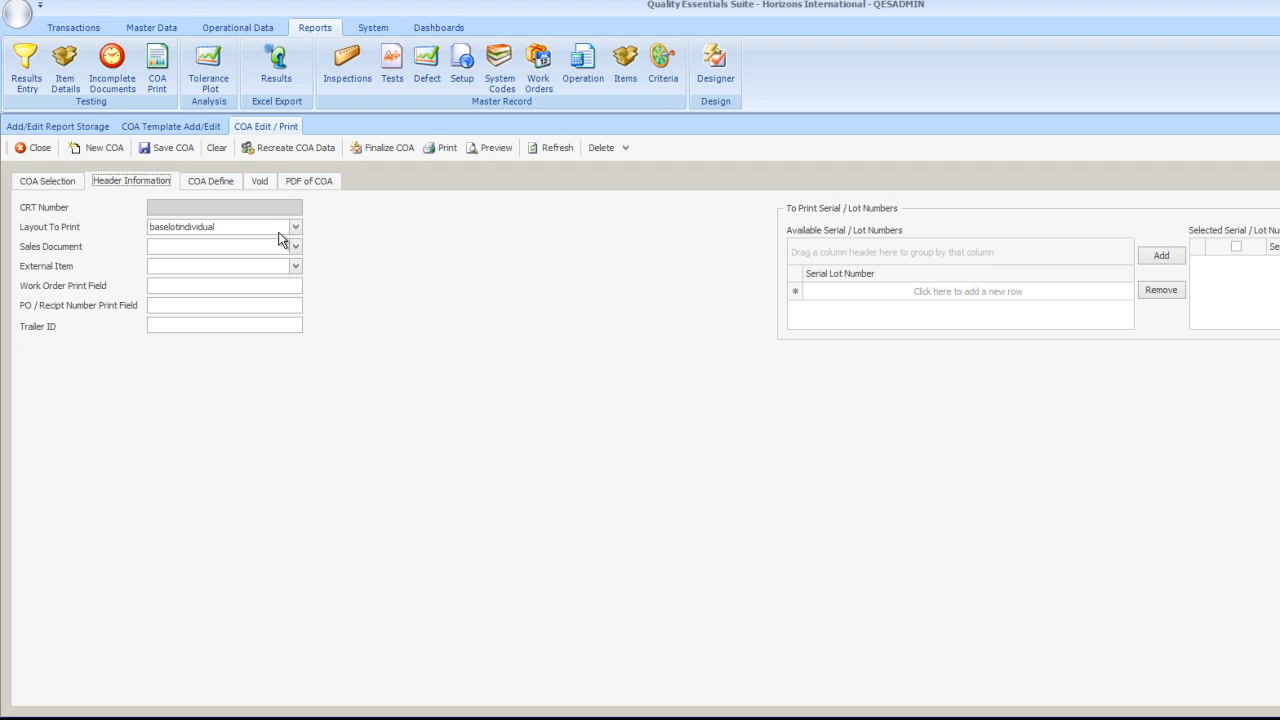 Quality Essentials Suite - Horizons International - QESADMIN
Transactions Master Data Operational Data Reports System Dashboards
Results Entry Item Details Incomplete Documents COA Print Tolerance Plot Results Inspections Tests Defect Setup System Codes Work Orders Operation Items Criteria Designer
Testing Analysis Excel Export Master Record Design
Add/Edit Report Storage COA Template Add/Edit COA Edit / Print
Close New COA Save COA Clear Recreate COA Data Finalize COA Print Preview Refresh Delete
COA Selection Header Information COA Define Void PDF of COA
CRT Number
Layout To Print baselotindividual
Sales Document
External Item
Work Order Print Field
PO / Recipt Number Print Field
Trailer ID
To Print Serial / Lot Numbers
Available Serial / Lot Numbers
Drag a column header here to group by that column
Serial Lot Number
Click here to add a new row
Add
Remove
Selected Serial / Lot Nu
Se